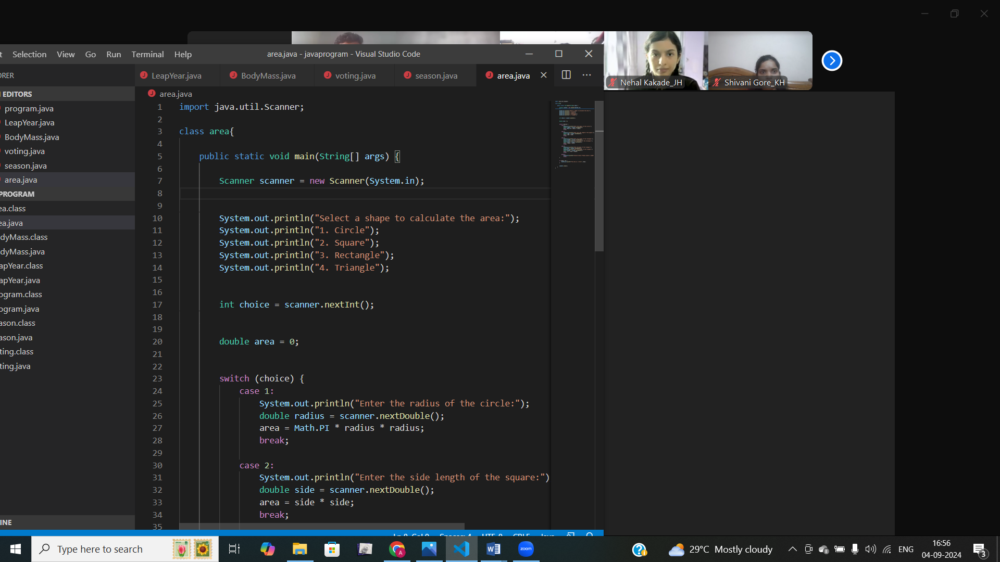 Selection View Go Run Terminal Help
area.java - javaprogram - Visual Studio Code
LeapYear.java BodyMass.java voting.java season.java area.java
EDITORS
program.java
LeapYear.java
BodyMass.java
voting.java
season.java
area.java
PROGRAM
ea.class
ea.java
dyMass.class
dyMass.java
apYear.class
apYear.java
ogram.class
ogram.java
ason.class
ason.java
ting.class
ting.java
INE
area.java
1 import java.util.Scanner;
2
3 class area{
4
5 public static void main(String[] args) {
6
7 Scanner scanner = new Scanner(System.in);
8
9
10 System.out.println("Select a shape to calculate the area:");
11 System.out.println("1. Circle");
12 System.out.println("2. Square");
13 System.out.println("3. Rectangle");
14 System.out.println("4. Triangle");
15
16
17 int choice = scanner.nextInt();
18
19
20 double area = 0;
21
22
23 switch (choice) {
24 case 1:
25 System.out.println("Enter the radius of the circle:");
26 double radius = scanner.nextDouble();
27 area = Math.PI * radius * radius;
28 break;
29
30 case 2:
31 System.out.println("Enter the side length of the square:")
32 double side = scanner.nextDouble();
33 area = side * side;
34 break;
35
Nehal Kakade_JH
Shivani Gore_KH
Type here to search
zoom
29°C Mostly cloudy
ENG
16:56
04-09-2024
3